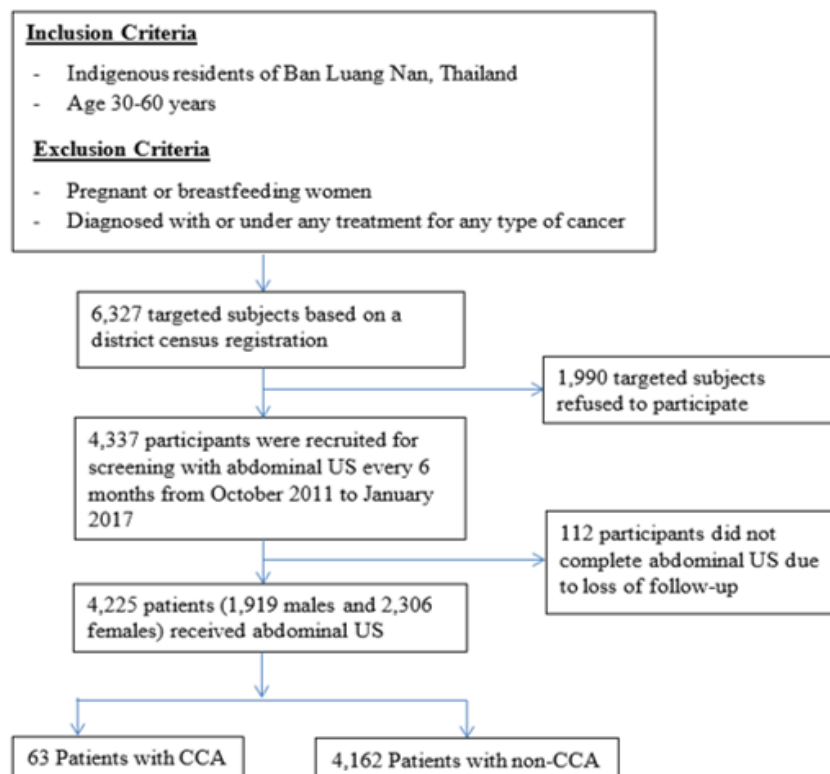 Inclusion Criteria
- Indigenous residents of Ban Luang Nan, Thailand
- Age 30-60 years
Exclusion Criteria
- Pregnant or breastfeeding women
- Diagnosed with or under any treatment for any type of cancer
6,327 targeted subjects based on a
district census registration
1,990 targeted subjects
refused to participate
4,337 participants were recruited for
screening with abdominal US every 6
months from October 2011 to January
2017
112 participants did not
complete abdominal US due
to loss of follow-up
4,225 patients (1,919 males and 2,306
females) received abdominal US
63 Patients with CCA
4,162 Patients with non-CCA